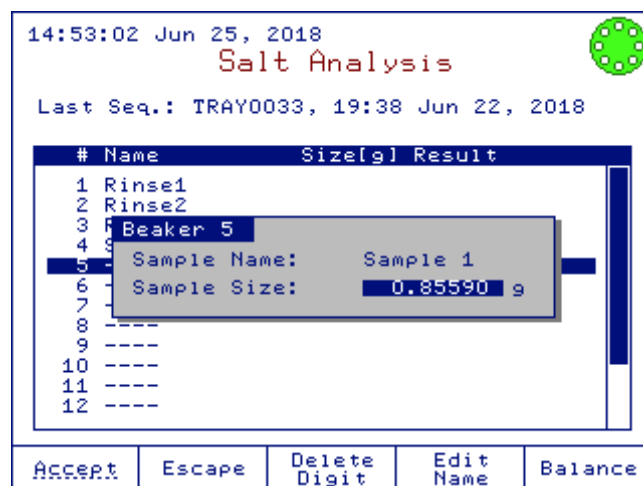 14:53:02 Jun 25, 2018
Salt Analysis
Last Seq.: TRAY0033, 19:38 Jun 22, 2018
# Name Size[g] Result
1 Rinse1
2 Rinse2
3
4
5 -
6 -
7 -
8 ----
9 ----
10 ----
11 ----
12 ----
Beaker 5
Sample Name: Sample 1
Sample Size: 0.85590 g
Accept
Escape
Delete
Digit
Edit
Name
Balance